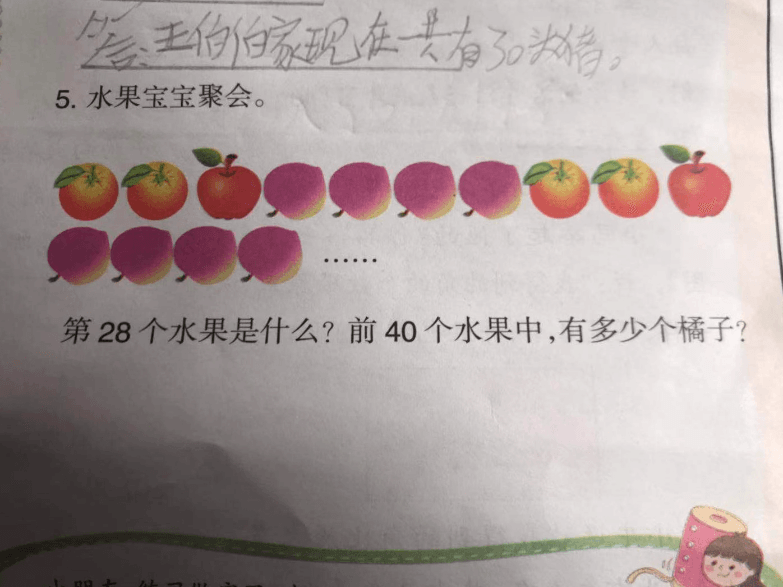 答:王伯伯家现在一共有30头猪。
5. 水果宝宝聚会。
……
第 28 个水果是什么? 前 40 个水果中,有多少个橘子?